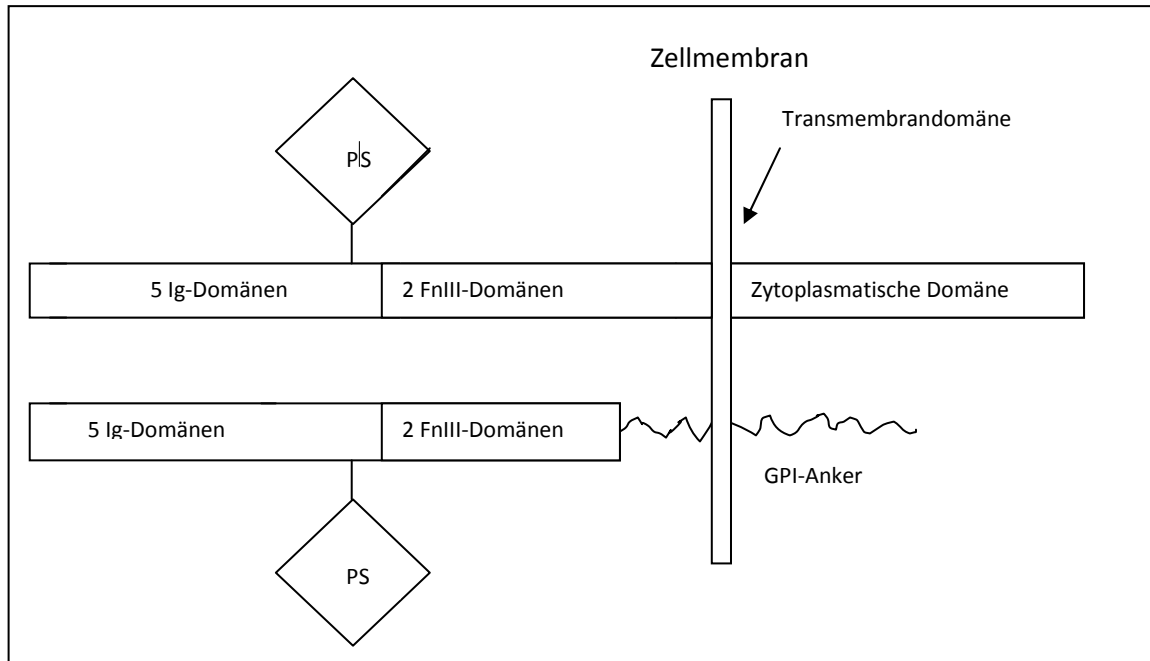 Zellmembran
Transmembrandomäne
PS
5 Ig-Domänen
2 FnIII-Domänen
Zytoplasmatische Domäne
5 Ig-Domänen
2 FnIII-Domänen
GPI-Anker
PS